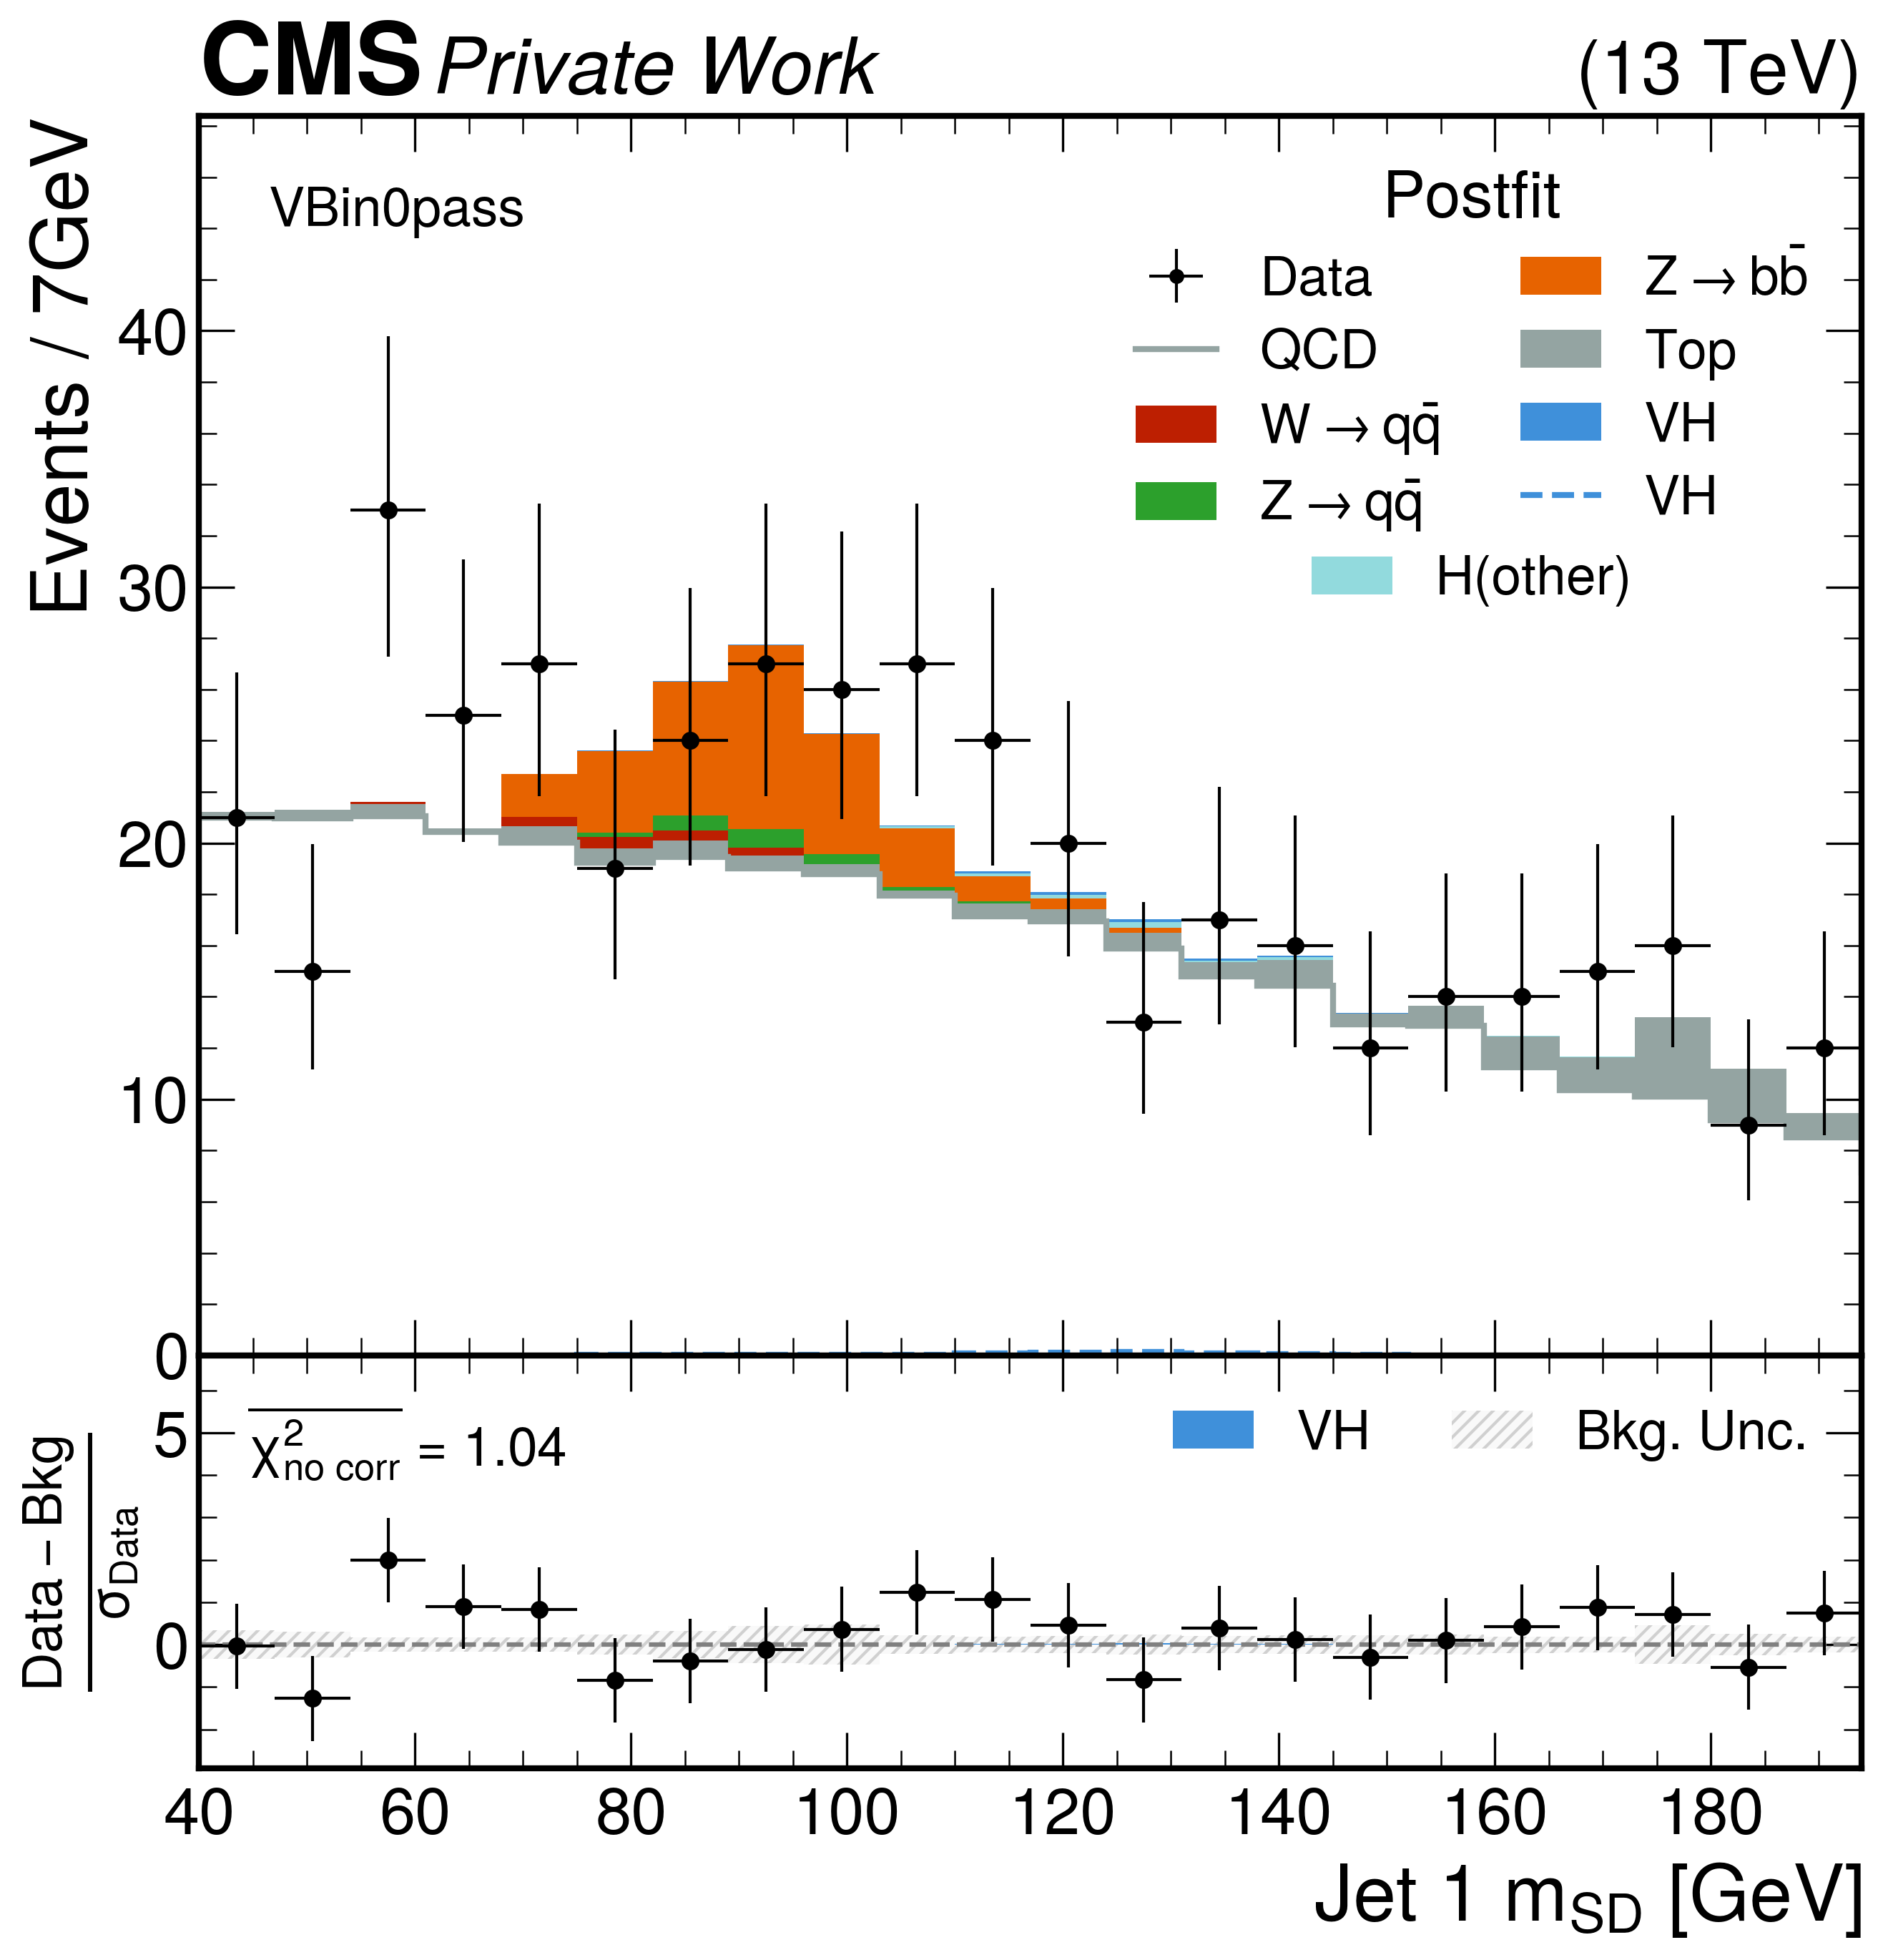 CMS Private Work (13 TeV)
Events / 7GeV
VBin0pass
Postfit
Data
QCD
W → qq̄
Z → qq̄
Z → bb̄
Top
VH
VH
H(other)
40
30
20
10
0
Data − Bkg
σData
5
0
χ²no corr = 1.04
VH
Bkg. Unc.
40 60 80 100 120 140 160 180
Jet 1 mSD [GeV]